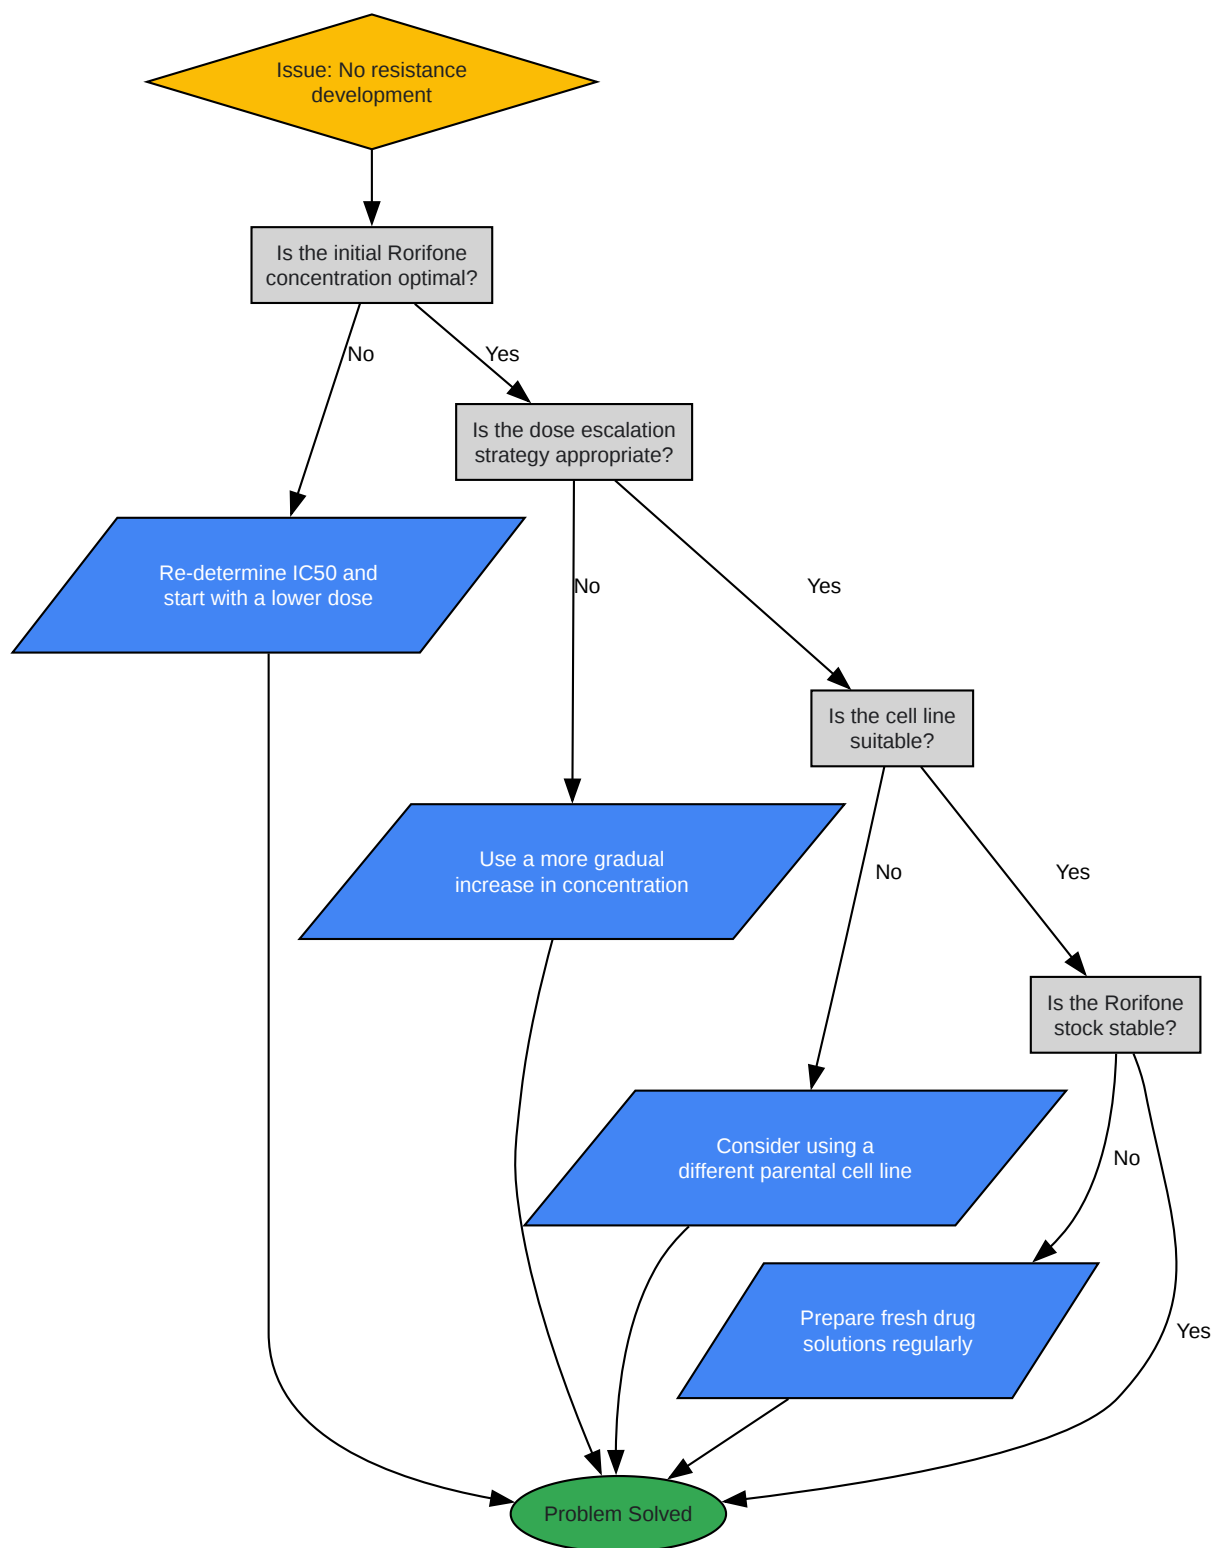 Issue: No resistance
development
Is the initial Rorifone
concentration optimal?
No
Yes
Is the dose escalation
strategy appropriate?
Re-determine IC50 and
start with a lower dose
No
Yes
Is the cell line
suitable?
Use a more gradual
increase in concentration
No
Yes
Is the Rorifone
stock stable?
Consider using a
different parental cell line
No
Prepare fresh drug
solutions regularly
Yes
Problem Solved